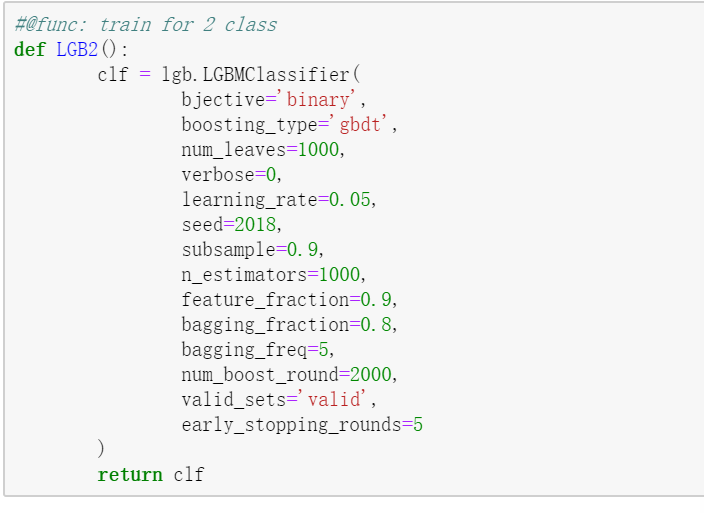 #@func: train for 2 class
def LGB2():
        clf = lgb.LGBMClassifier(
                bjective='binary',
                boosting_type='gbdt',
                num_leaves=1000,
                verbose=0,
                learning_rate=0.05,
                seed=2018,
                subsample=0.9,
                n_estimators=1000,
                feature_fraction=0.9,
                bagging_fraction=0.8,
                bagging_freq=5,
                num_boost_round=2000,
                valid_sets='valid',
                early_stopping_rounds=5
        )
        return clf